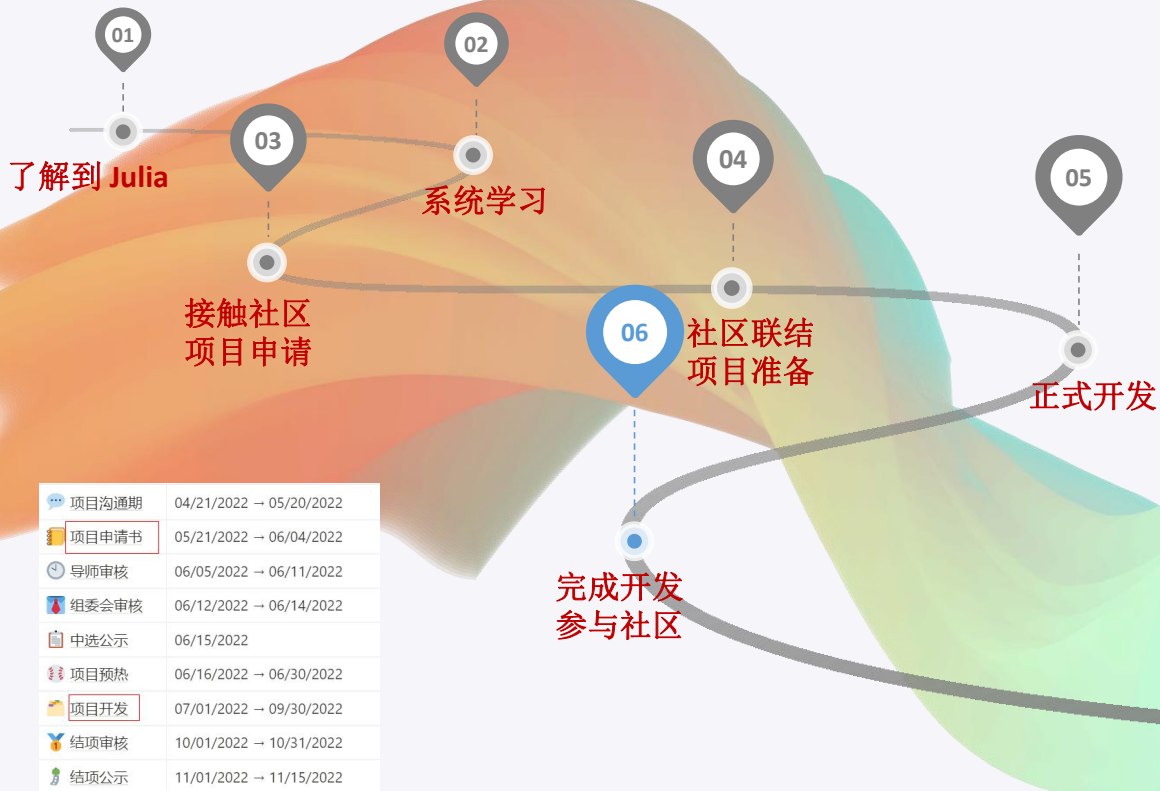 01
了解到 Julia
02
系统学习
03
接触社区
项目申请
04
社区联结
项目准备
05
正式开发
06
完成开发
参与社区
项目沟通期 04/21/2022 → 05/20/2022
项目申请书 05/21/2022 → 06/04/2022
导师审核 06/05/2022 → 06/11/2022
组委会审核 06/12/2022 → 06/14/2022
中选公示 06/15/2022
项目预热 06/16/2022 → 06/30/2022
项目开发 07/01/2022 → 09/30/2022
结项审核 10/01/2022 → 10/31/2022
结项公示 11/01/2022 → 11/15/2022